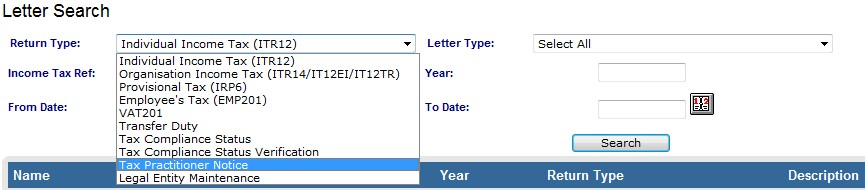 Letter Search
Return Type: Individual Income Tax (ITR12) Letter Type: Select All
Individual Income Tax (ITR12)
Income Tax Ref: Organisation Income Tax (ITR14/IT12EI/IT12TR) Year:
Provisional Tax (IRP6)
Employee's Tax (EMP201)
From Date: VAT201 To Date:
Transfer Duty
Tax Compliance Status Search
Tax Compliance Status Verification
Name Tax Practitioner Notice Year Return Type Description
Legal Entity Maintenance